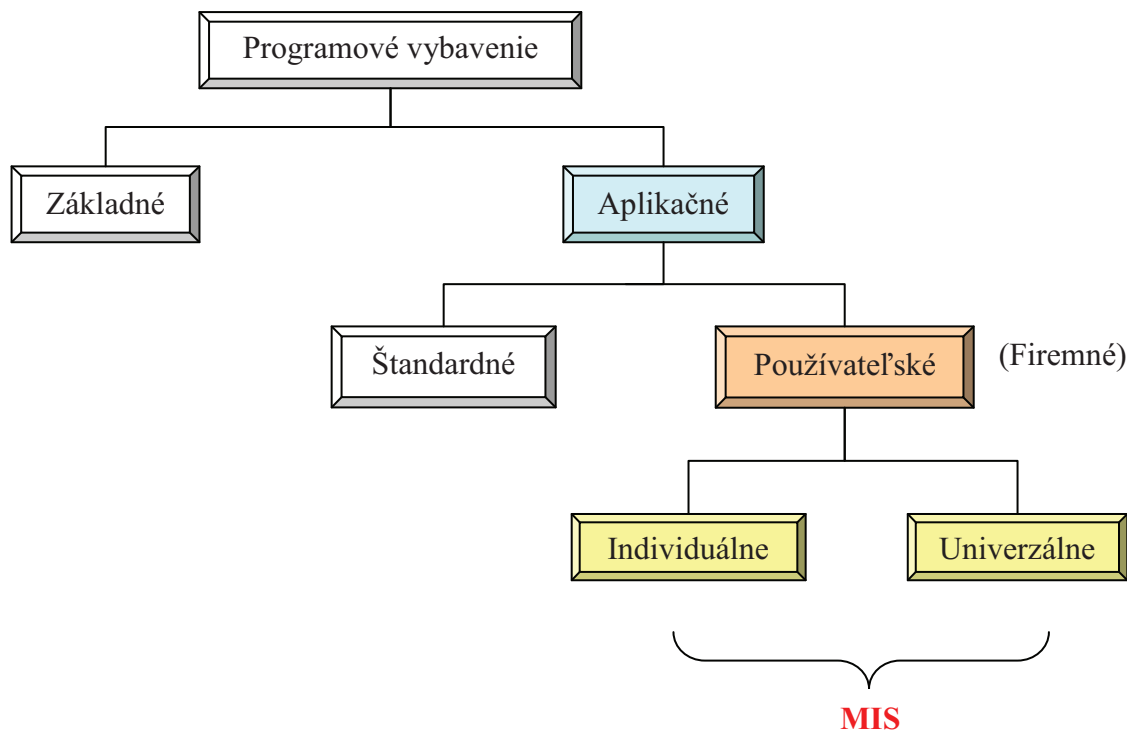 Programové vybavenie
Základné
Aplikačné
Štandardné
Používateľské
(Firemné)
Individuálne
Univerzálne
MIS